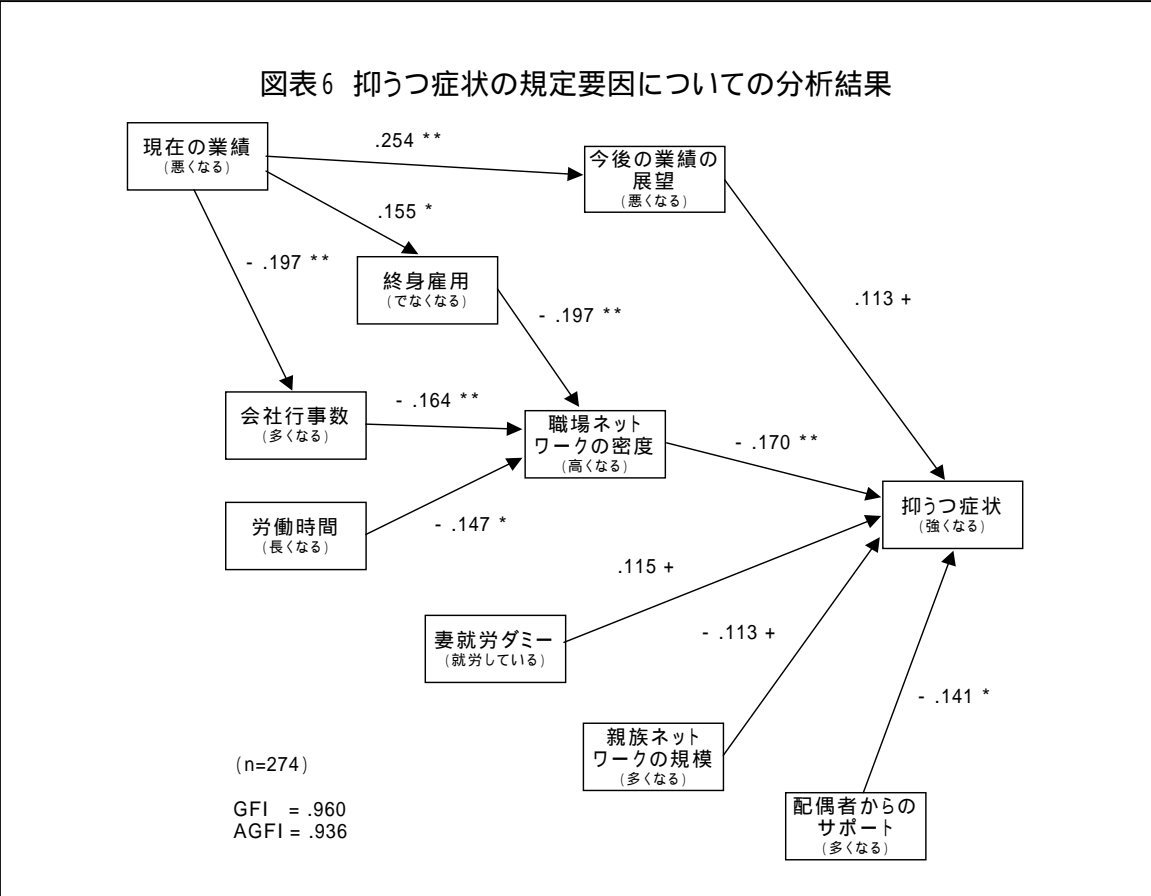 図表6 抑うつ症状の規定要因についての分析結果
現在の業績
(悪くなる)
.254 **
今後の業績の
展望
(悪くなる)
.155 *
- .197 **
終身雇用
(でなくなる)
.113 +
- .197 **
会社行事数
(多くなる)
- .164 **
職場ネット
ワークの密度
(高くなる)
- .170 **
抑うつ症状
(強くなる)
労働時間
(長くなる)
- .147 *
.115 +
妻就労ダミー
(就労している)
- .113 +
- .141 *
親族ネット
ワークの規模
(多くなる)
配偶者からの
サポート
(多くなる)
(n=274)
GFI = .960
AGFI = .936